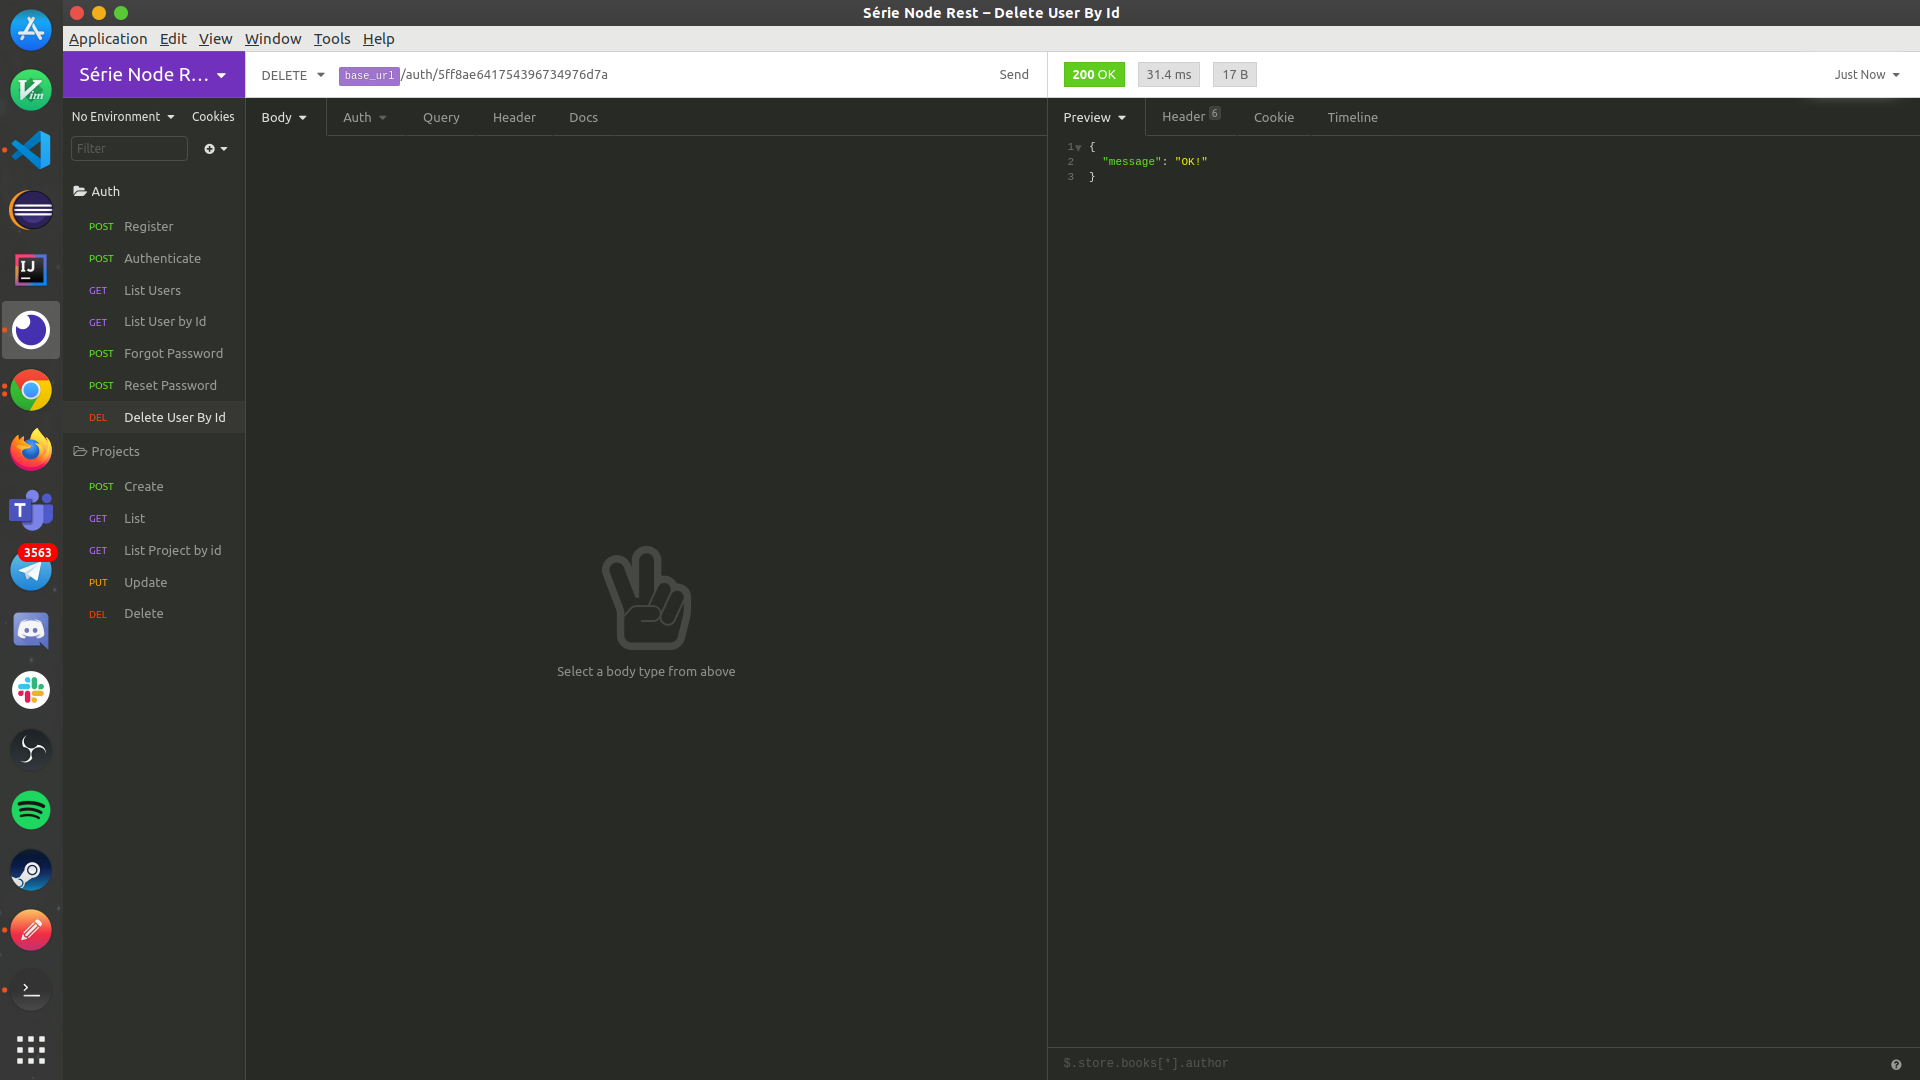 Série Node Rest – Delete User By Id
Application Edit View Window Tools Help
Série Node R...
DELETE base_url/auth/5ff8ae641754396734976d7a Send
200 OK 31.4 ms 17 B Just Now
No Environment Cookies
Body Auth Query Header Docs
Preview Header 6 Cookie Timeline
Filter
1 {
2 "message": "OK!"
3 }
Auth
POST Register
POST Authenticate
GET List Users
GET List User by Id
POST Forgot Password
POST Reset Password
DEL Delete User By Id
Projects
POST Create
GET List
GET List Project by id
PUT Update
DEL Delete
Select a body type from above
$.store.books[*].author
IJ
T
3563